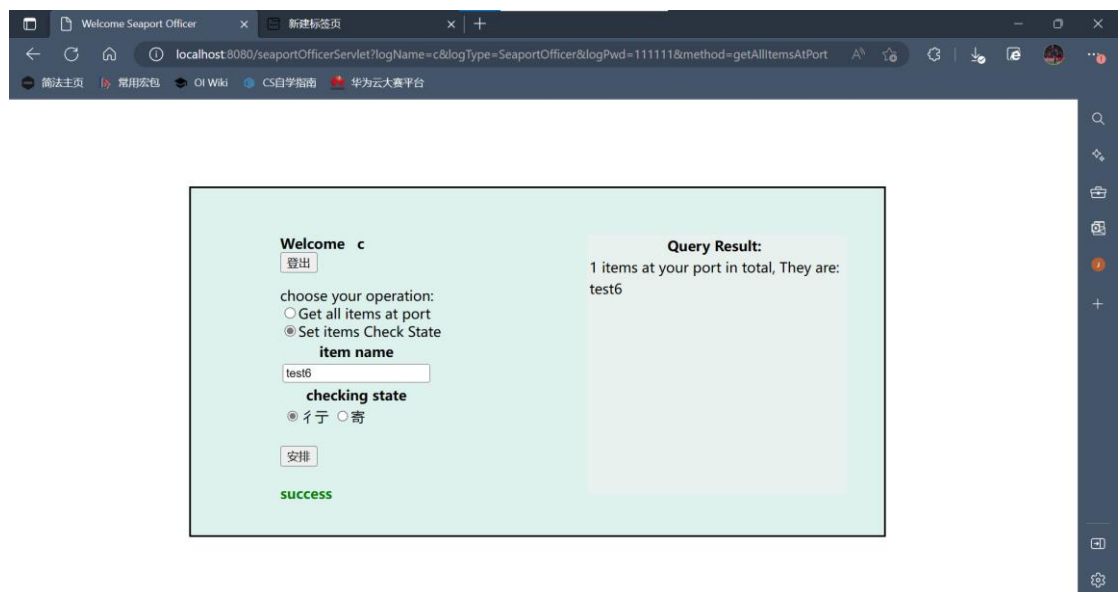 Welcome Seaport Officer
新建标签页
localhost:8080/seaportOfficerServlet?logName=c&logType=SeaportOfficer&logPwd=111111&method=getAllItemsAtPort
简法主页 常用宏包 OI Wiki CS自学指南 华为云大赛平台
Welcome c
登出
choose your operation:
Get all items at port
Set items Check State
item name
test6
checking state
彳亍 寄
安排
success
Query Result:
1 items at your port in total, They are:
test6